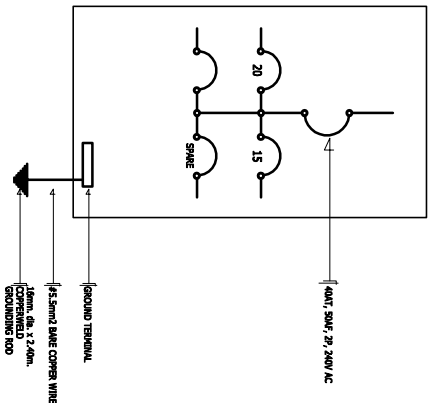 20
15
SPARE
40AT, 50AF, 2P, 240V AC
GROUND TERMINAL
#5.5mm2 BARE COPPER WIRE
16mm. dia. x 2.40m.
COPPERWELD
GROUNDING ROD